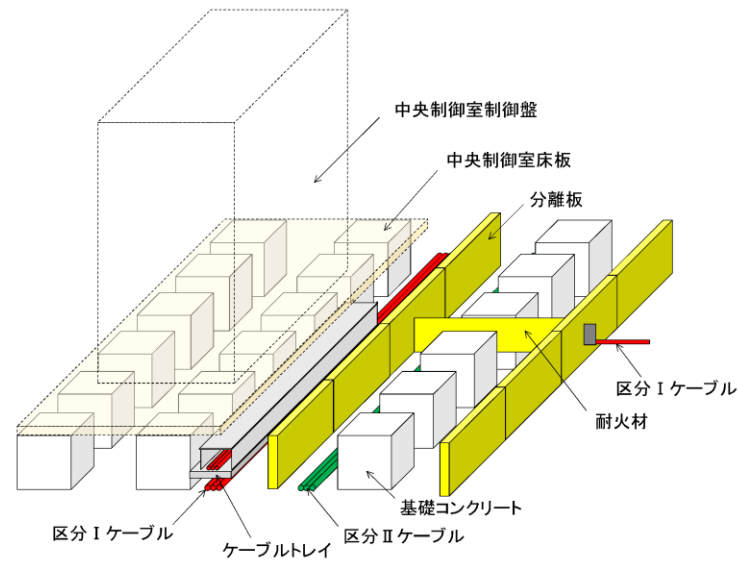 中央制御室制御盤
中央制御室床板
分離板
区分Ⅰケーブル
耐火材
基礎コンクリート
区分Ⅰケーブル
区分Ⅱケーブル
ケーブルトレイ